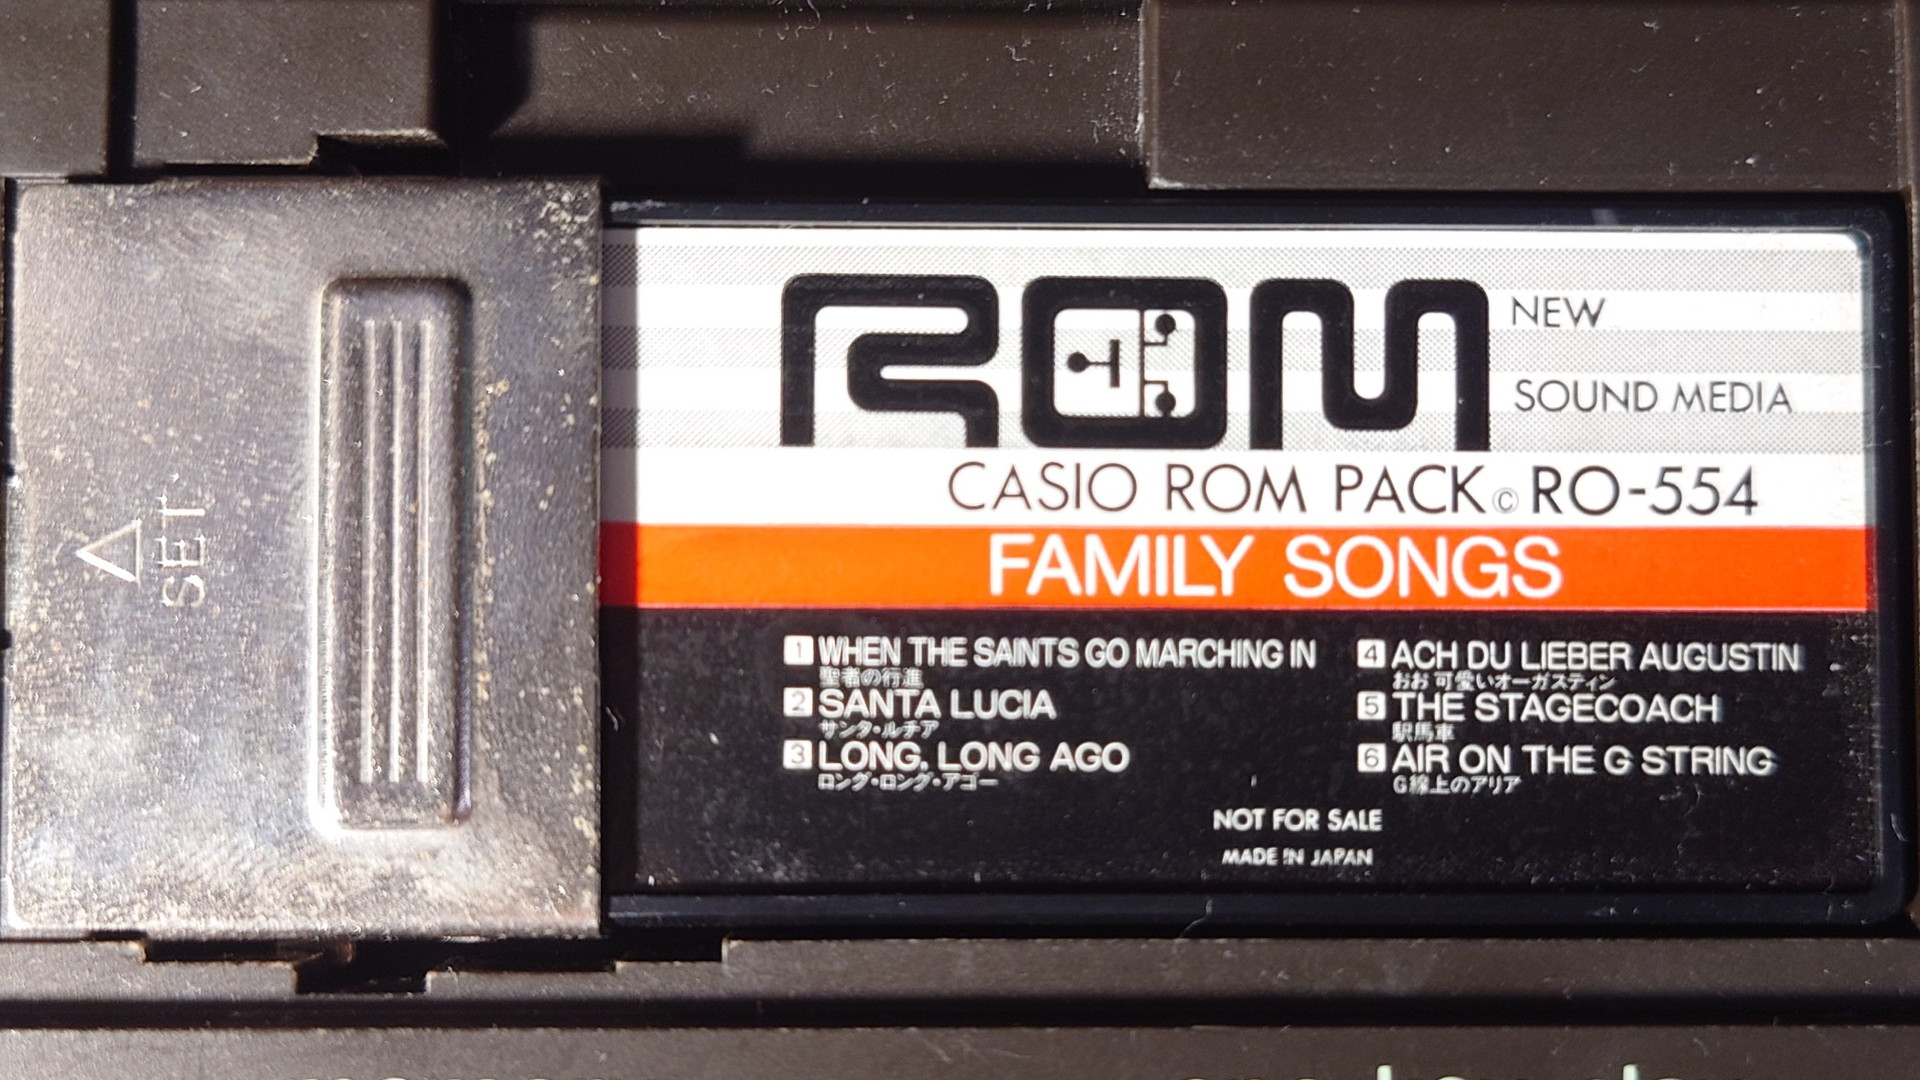 SET
ROM
NEW
SOUND MEDIA
CASIO ROM PACK © RO-554
FAMILY SONGS
1 WHEN THE SAINTS GO MARCHING IN
聖者の行進
2 SANTA LUCIA
サンタ・ルチア
3 LONG, LONG AGO
ロング・ロング・アゴー
4 ACH DU LIEBER AUGUSTIN
おお 可愛いオーガスティン
5 THE STAGECOACH
駅馬車
6 AIR ON THE G STRING
G線上のアリア
NOT FOR SALE
MADE IN JAPAN